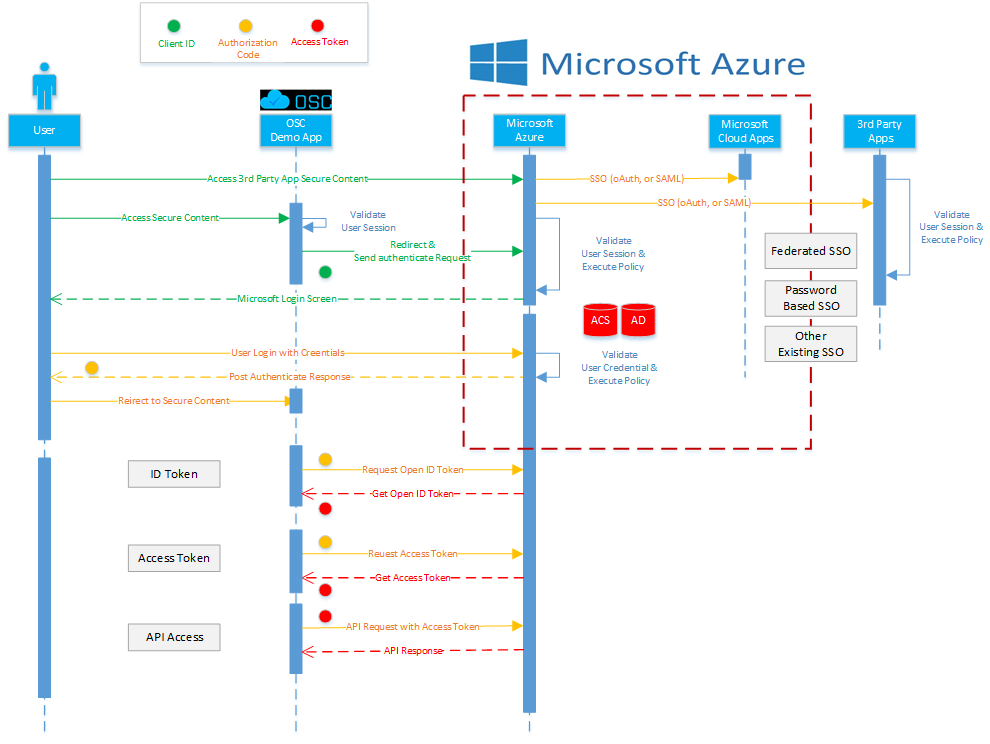 Client ID
Authorization
Code
Access Token
Microsoft Azure
OSC
User
OSC
Demo App
Microsoft
Azure
Microsoft
Cloud Apps
3rd Party
Apps
Access 3rd Party App Secure Content
SSO (oAuth, or SAML)
SSO (oAuth, or SAML)
Access Secure Content
Validate
User Session
Validate
User Session &
Execute Policy
Redirect &
Send authenticate Request
Validate
User Session &
Execute Policy
Federated SSO
Microsoft Login Screen
Password
Based SSO
ACS
AD
Other
Existing SSO
User Login with Crentials
Validate
User Credential &
Execute Policy
Post Authenticate Response
Reirect to Secure Content
ID Token
Request Open ID Token
Get Open ID Token
Access Token
Reuest Access Token
Get Access Token
API Access
API Request with Access Token
API Response